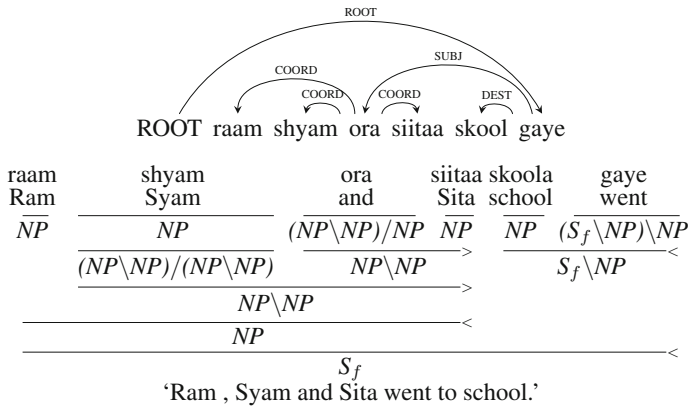 ROOT
COORD SUBJ
COORD COORD DEST
ROOT raam shyam ora siitaa skool gaye
raam shyam ora siitaa skoola gaye
Ram Syam and Sita school went
NP NP (NP\NP)/NP NP NP (S_f\NP)\NP
(NP\NP)/(NP\NP) NP\NP > S_f\NP <
NP\NP >
NP <
S_f <
'Ram , Syam and Sita went to school.'